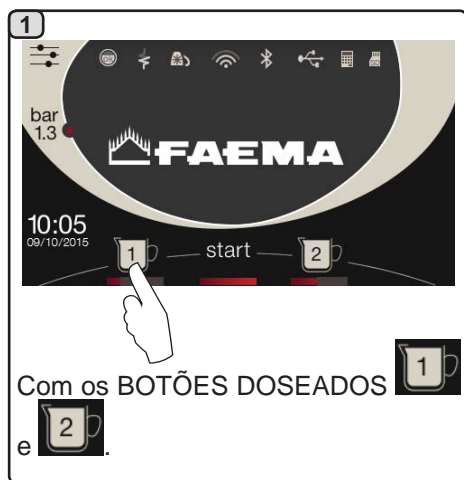 1
bar
1.3
FAEMA
10:05
09/10/2015
1 start 2
Com os BOTÕES DOSEADOS 1
e 2 .